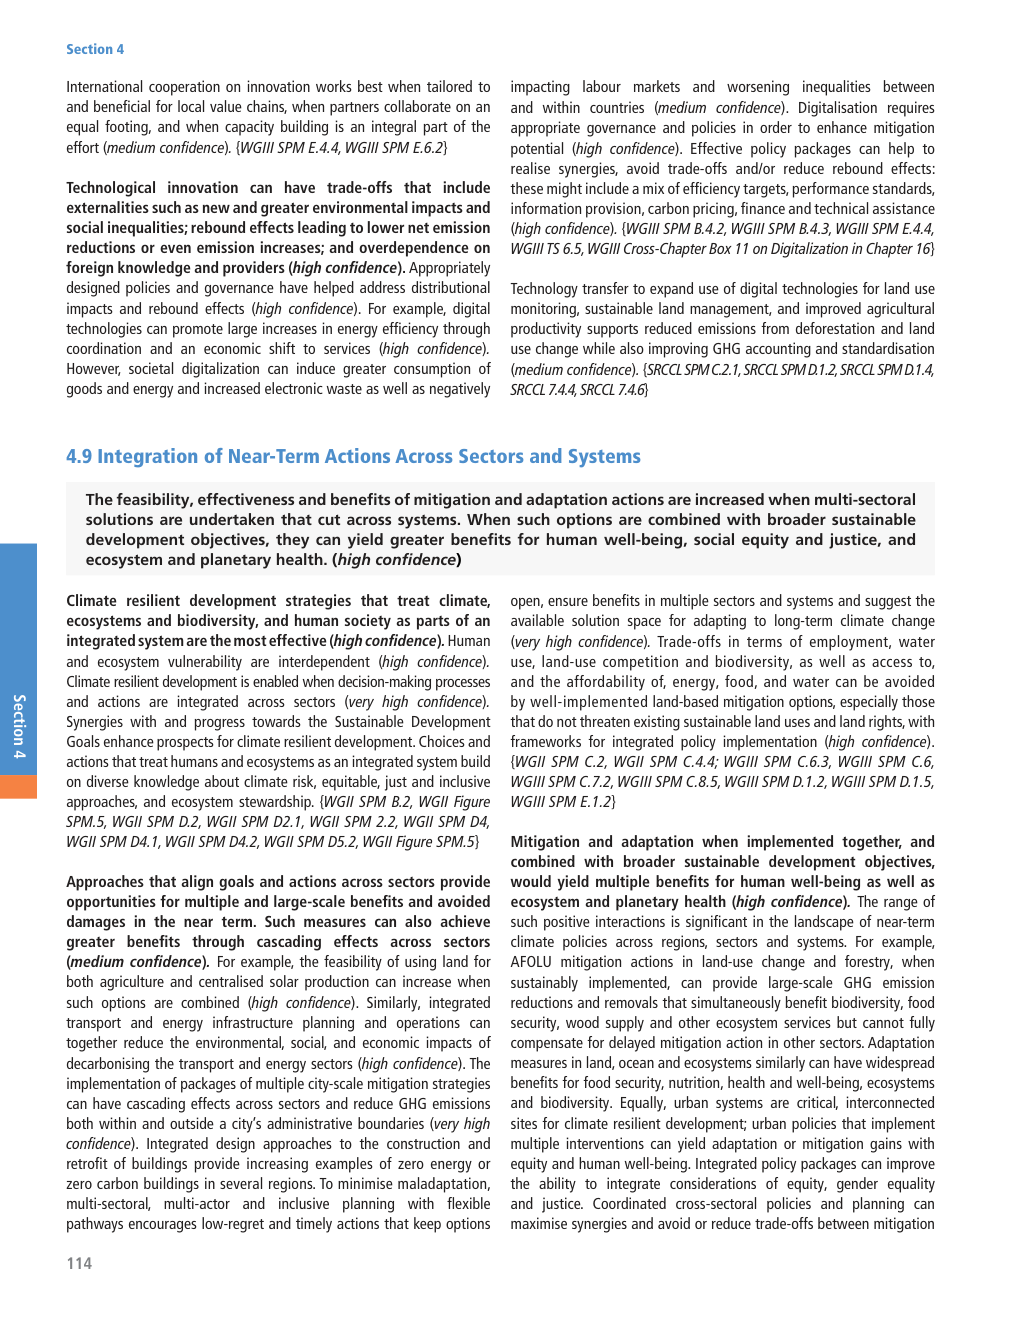 Section 4
International cooperation on innovation works best when tailored to
and beneficial for local value chains, when partners collaborate on an
equal footing, and when capacity building is an integral part of the
effort (medium confidence). {WGIII SPM E.4.4, WGIII SPM E.6.2}
Technological innovation can have trade-offs that include
externalities such as new and greater environmental impacts and
social inequalities; rebound effects leading to lower net emission
reductions or even emission increases; and overdependence on
foreign knowledge and providers (high confidence). Appropriately
designed policies and governance have helped address distributional
impacts and rebound effects (high confidence). For example, digital
technologies can promote large increases in energy efficiency through
coordination and an economic shift to services (high confidence).
However, societal digitalization can induce greater consumption of
goods and energy and increased electronic waste as well as negatively
impacting labour markets and worsening inequalities between
and within countries (medium confidence). Digitalisation requires
appropriate governance and policies in order to enhance mitigation
potential (high confidence). Effective policy packages can help to
realise synergies, avoid trade-offs and/or reduce rebound effects:
these might include a mix of efficiency targets, performance standards,
information provision, carbon pricing, finance and technical assistance
(high confidence). {WGIII SPM B.4.2, WGIII SPM B.4.3, WGIII SPM E.4.4,
WGIII TS 6.5, WGIII Cross-Chapter Box 11 on Digitalization in Chapter 16}
Technology transfer to expand use of digital technologies for land use
monitoring, sustainable land management, and improved agricultural
productivity supports reduced emissions from deforestation and land
use change while also improving GHG accounting and standardisation
(medium confidence). {SRCCL SPM C.2.1, SRCCL SPM D.1.2, SRCCL SPM D.1.4,
SRCCL 7.4.4, SRCCL 7.4.6}
4.9 Integration of Near-Term Actions Across Sectors and Systems
The feasibility, effectiveness and benefits of mitigation and adaptation actions are increased when multi-sectoral
solutions are undertaken that cut across systems. When such options are combined with broader sustainable
development objectives, they can yield greater benefits for human well-being, social equity and justice, and
ecosystem and planetary health. (high confidence)
Climate resilient development strategies that treat climate,
ecosystems and biodiversity, and human society as parts of an
integrated system are the most effective (high confidence). Human
and ecosystem vulnerability are interdependent (high confidence).
Climate resilient development is enabled when decision-making processes
and actions are integrated across sectors (very high confidence).
Synergies with and progress towards the Sustainable Development
Goals enhance prospects for climate resilient development. Choices and
actions that treat humans and ecosystems as an integrated system build
on diverse knowledge about climate risk, equitable, just and inclusive
approaches, and ecosystem stewardship. {WGII SPM B.2, WGII Figure
SPM.5, WGII SPM D.2, WGII SPM D2.1, WGII SPM 2.2, WGII SPM D4,
WGII SPM D4.1, WGII SPM D4.2, WGII SPM D5.2, WGII Figure SPM.5}
Approaches that align goals and actions across sectors provide
opportunities for multiple and large-scale benefits and avoided
damages in the near term. Such measures can also achieve
greater benefits through cascading effects across sectors
(medium confidence). For example, the feasibility of using land for
both agriculture and centralised solar production can increase when
such options are combined (high confidence). Similarly, integrated
transport and energy infrastructure planning and operations can
together reduce the environmental, social, and economic impacts of
decarbonising the transport and energy sectors (high confidence). The
implementation of packages of multiple city-scale mitigation strategies
can have cascading effects across sectors and reduce GHG emissions
both within and outside a city’s administrative boundaries (very high
confidence). Integrated design approaches to the construction and
retrofit of buildings provide increasing examples of zero energy or
zero carbon buildings in several regions. To minimise maladaptation,
multi-sectoral, multi-actor and inclusive planning with flexible
pathways encourages low-regret and timely actions that keep options
open, ensure benefits in multiple sectors and systems and suggest the
available solution space for adapting to long-term climate change
(very high confidence). Trade-offs in terms of employment, water
use, land-use competition and biodiversity, as well as access to,
and the affordability of, energy, food, and water can be avoided
by well-implemented land-based mitigation options, especially those
that do not threaten existing sustainable land uses and land rights, with
frameworks for integrated policy implementation (high confidence).
{WGII SPM C.2, WGII SPM C.4.4; WGIII SPM C.6.3, WGIII SPM C.6,
WGIII SPM C.7.2, WGIII SPM C.8.5, WGIII SPM D.1.2, WGIII SPM D.1.5,
WGIII SPM E.1.2}
Mitigation and adaptation when implemented together, and
combined with broader sustainable development objectives,
would yield multiple benefits for human well-being as well as
ecosystem and planetary health (high confidence). The range of
such positive interactions is significant in the landscape of near-term
climate policies across regions, sectors and systems. For example,
AFOLU mitigation actions in land-use change and forestry, when
sustainably implemented, can provide large-scale GHG emission
reductions and removals that simultaneously benefit biodiversity, food
security, wood supply and other ecosystem services but cannot fully
compensate for delayed mitigation action in other sectors. Adaptation
measures in land, ocean and ecosystems similarly can have widespread
benefits for food security, nutrition, health and well-being, ecosystems
and biodiversity. Equally, urban systems are critical, interconnected
sites for climate resilient development; urban policies that implement
multiple interventions can yield adaptation or mitigation gains with
equity and human well-being. Integrated policy packages can improve
the ability to integrate considerations of equity, gender equality
and justice. Coordinated cross-sectoral policies and planning can
maximise synergies and avoid or reduce trade-offs between mitigation
Section 4
114